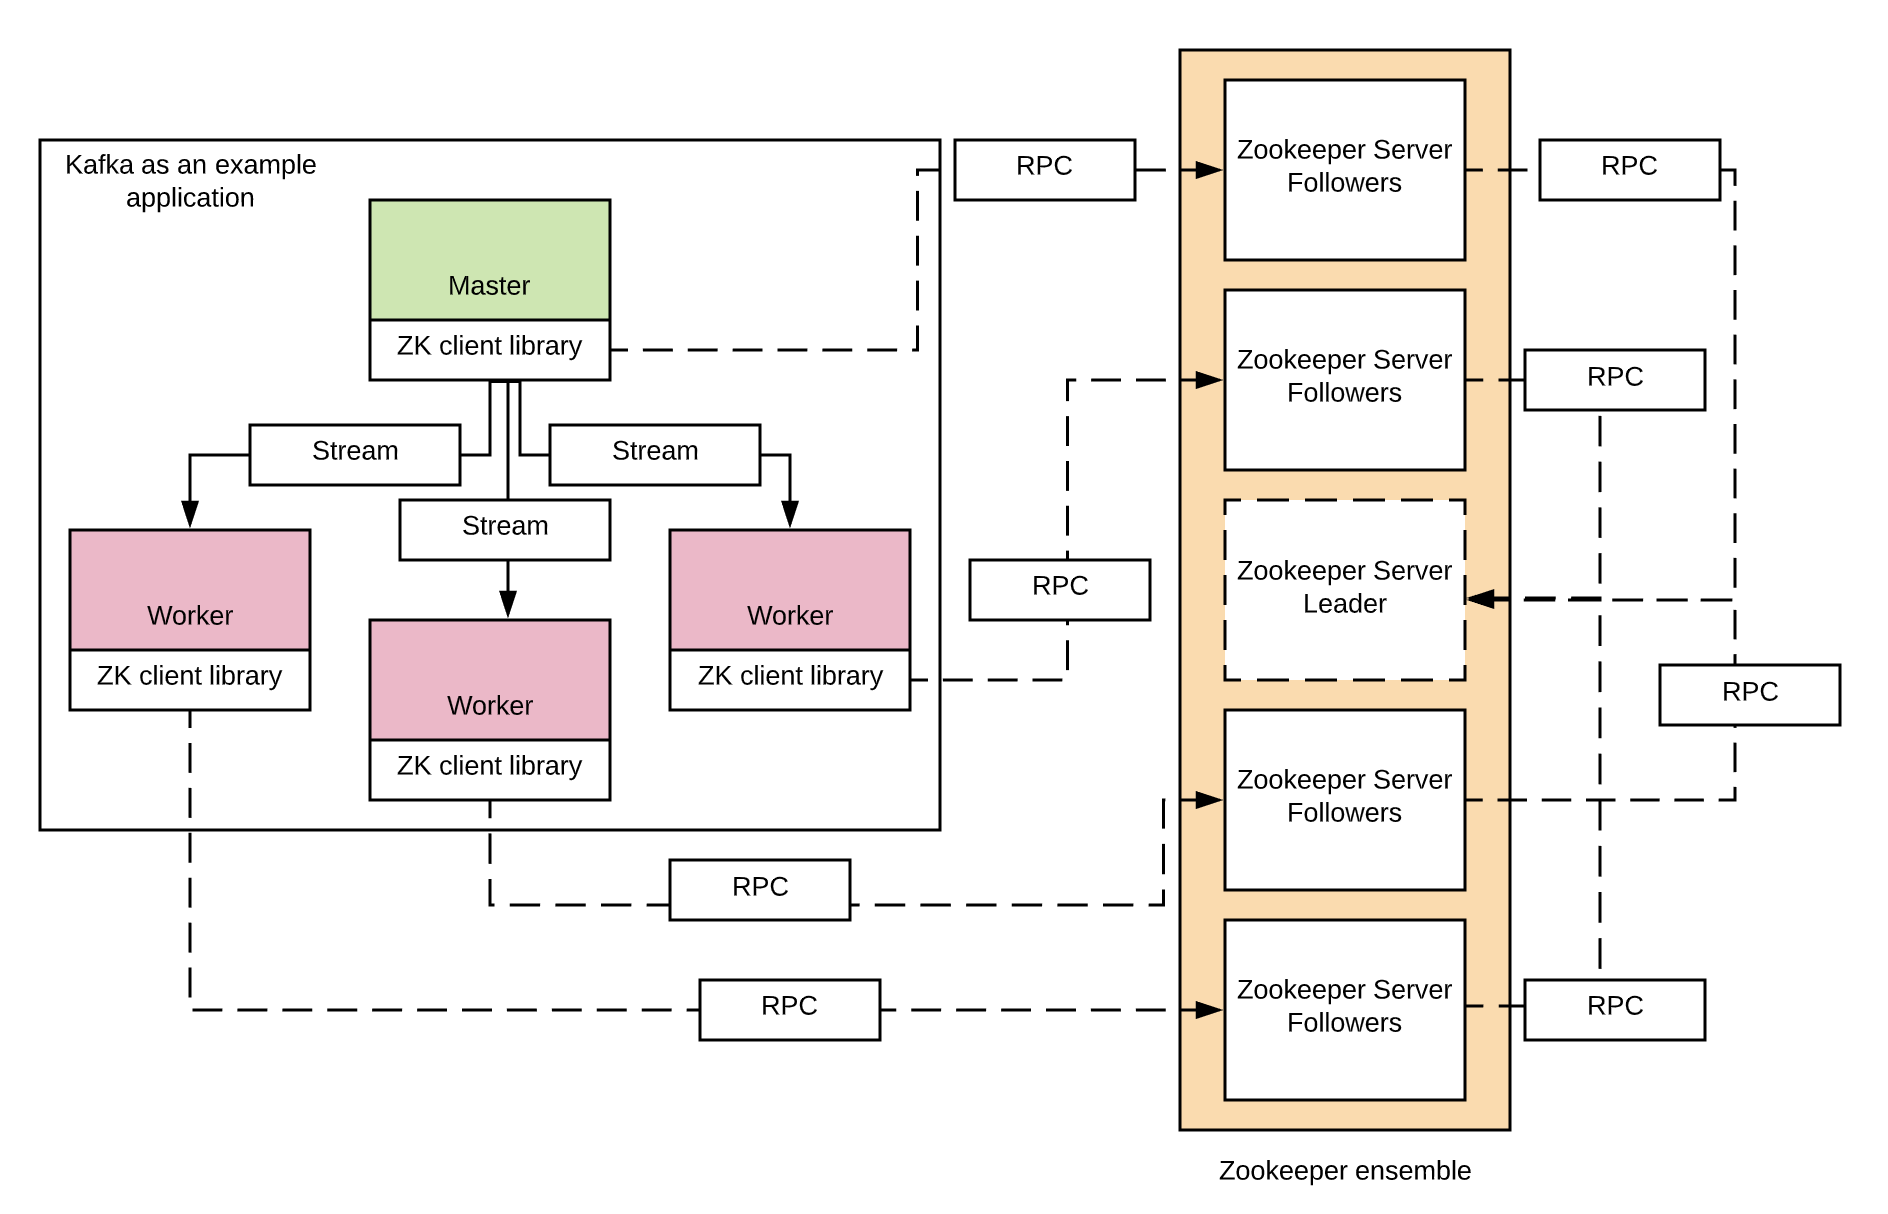 Kafka as an example
application
Master
ZK client library
Stream
Stream
Stream
Worker
ZK client library
Worker
ZK client library
Worker
ZK client library
RPC
RPC
RPC
RPC
Zookeeper Server
Followers
Zookeeper Server
Followers
Zookeeper Server
Leader
Zookeeper Server
Followers
Zookeeper Server
Followers
RPC
RPC
RPC
RPC
Zookeeper ensemble